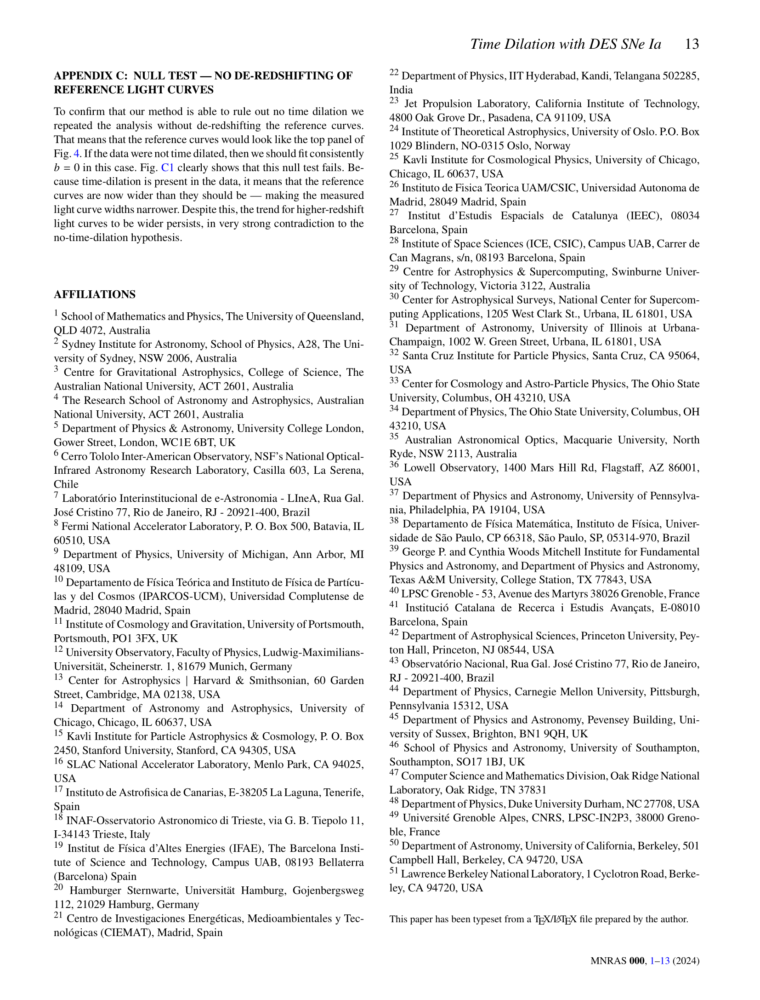 Time Dilation with DES SNe Ia 13
APPENDIX C: NULL TEST — NO DE-REDSHIFTING OF
REFERENCE LIGHT CURVES
To confirm that our method is able to rule out no time dilation we
repeated the analysis without de-redshifting the reference curves.
That means that the reference curves would look like the top panel of
Fig. 4. If the data were not time dilated, then we should fit consistently
b = 0 in this case. Fig. C1 clearly shows that this null test fails. Be-
cause time-dilation is present in the data, it means that the reference
curves are now wider than they should be — making the measured
light curve widths narrower. Despite this, the trend for higher-redshift
light curves to be wider persists, in very strong contradiction to the
no-time-dilation hypothesis.
AFFILIATIONS
1 School of Mathematics and Physics, The University of Queensland,
QLD 4072, Australia
2 Sydney Institute for Astronomy, School of Physics, A28, The Uni-
versity of Sydney, NSW 2006, Australia
3 Centre for Gravitational Astrophysics, College of Science, The
Australian National University, ACT 2601, Australia
4 The Research School of Astronomy and Astrophysics, Australian
National University, ACT 2601, Australia
5 Department of Physics & Astronomy, University College London,
Gower Street, London, WC1E 6BT, UK
6 Cerro Tololo Inter-American Observatory, NSF's National Optical-
Infrared Astronomy Research Laboratory, Casilla 603, La Serena,
Chile
7 Laboratório Interinstitucional de e-Astronomia - LIneA, Rua Gal.
José Cristino 77, Rio de Janeiro, RJ - 20921-400, Brazil
8 Fermi National Accelerator Laboratory, P. O. Box 500, Batavia, IL
60510, USA
9 Department of Physics, University of Michigan, Ann Arbor, MI
48109, USA
10 Departamento de Física Teórica and Instituto de Física de Partícu-
las y del Cosmos (IPARCOS-UCM), Universidad Complutense de
Madrid, 28040 Madrid, Spain
11 Institute of Cosmology and Gravitation, University of Portsmouth,
Portsmouth, PO1 3FX, UK
12 University Observatory, Faculty of Physics, Ludwig-Maximilians-
Universität, Scheinerstr. 1, 81679 Munich, Germany
13 Center for Astrophysics | Harvard & Smithsonian, 60 Garden
Street, Cambridge, MA 02138, USA
14 Department of Astronomy and Astrophysics, University of
Chicago, Chicago, IL 60637, USA
15 Kavli Institute for Particle Astrophysics & Cosmology, P. O. Box
2450, Stanford University, Stanford, CA 94305, USA
16 SLAC National Accelerator Laboratory, Menlo Park, CA 94025,
USA
17 Instituto de Astrofisica de Canarias, E-38205 La Laguna, Tenerife,
Spain
18 INAF-Osservatorio Astronomico di Trieste, via G. B. Tiepolo 11,
I-34143 Trieste, Italy
19 Institut de Física d'Altes Energies (IFAE), The Barcelona Insti-
tute of Science and Technology, Campus UAB, 08193 Bellaterra
(Barcelona) Spain
20 Hamburger Sternwarte, Universität Hamburg, Gojenbergsweg
112, 21029 Hamburg, Germany
21 Centro de Investigaciones Energéticas, Medioambientales y Tec-
nológicas (CIEMAT), Madrid, Spain
22 Department of Physics, IIT Hyderabad, Kandi, Telangana 502285,
India
23 Jet Propulsion Laboratory, California Institute of Technology,
4800 Oak Grove Dr., Pasadena, CA 91109, USA
24 Institute of Theoretical Astrophysics, University of Oslo. P.O. Box
1029 Blindern, NO-0315 Oslo, Norway
25 Kavli Institute for Cosmological Physics, University of Chicago,
Chicago, IL 60637, USA
26 Instituto de Fisica Teorica UAM/CSIC, Universidad Autonoma de
Madrid, 28049 Madrid, Spain
27 Institut d'Estudis Espacials de Catalunya (IEEC), 08034
Barcelona, Spain
28 Institute of Space Sciences (ICE, CSIC), Campus UAB, Carrer de
Can Magrans, s/n, 08193 Barcelona, Spain
29 Centre for Astrophysics & Supercomputing, Swinburne Univer-
sity of Technology, Victoria 3122, Australia
30 Center for Astrophysical Surveys, National Center for Supercom-
puting Applications, 1205 West Clark St., Urbana, IL 61801, USA
31 Department of Astronomy, University of Illinois at Urbana-
Champaign, 1002 W. Green Street, Urbana, IL 61801, USA
32 Santa Cruz Institute for Particle Physics, Santa Cruz, CA 95064,
USA
33 Center for Cosmology and Astro-Particle Physics, The Ohio State
University, Columbus, OH 43210, USA
34 Department of Physics, The Ohio State University, Columbus, OH
43210, USA
35 Australian Astronomical Optics, Macquarie University, North
Ryde, NSW 2113, Australia
36 Lowell Observatory, 1400 Mars Hill Rd, Flagstaff, AZ 86001,
USA
37 Department of Physics and Astronomy, University of Pennsylva-
nia, Philadelphia, PA 19104, USA
38 Departamento de Física Matemática, Instituto de Física, Univer-
sidade de São Paulo, CP 66318, São Paulo, SP, 05314-970, Brazil
39 George P. and Cynthia Woods Mitchell Institute for Fundamental
Physics and Astronomy, and Department of Physics and Astronomy,
Texas A&M University, College Station, TX 77843, USA
40 LPSC Grenoble - 53, Avenue des Martyrs 38026 Grenoble, France
41 Institució Catalana de Recerca i Estudis Avançats, E-08010
Barcelona, Spain
42 Department of Astrophysical Sciences, Princeton University, Pey-
ton Hall, Princeton, NJ 08544, USA
43 Observatório Nacional, Rua Gal. José Cristino 77, Rio de Janeiro,
RJ - 20921-400, Brazil
44 Department of Physics, Carnegie Mellon University, Pittsburgh,
Pennsylvania 15312, USA
45 Department of Physics and Astronomy, Pevensey Building, Uni-
versity of Sussex, Brighton, BN1 9QH, UK
46 School of Physics and Astronomy, University of Southampton,
Southampton, SO17 1BJ, UK
47 Computer Science and Mathematics Division, Oak Ridge National
Laboratory, Oak Ridge, TN 37831
48 Department of Physics, Duke University Durham, NC 27708, USA
49 Université Grenoble Alpes, CNRS, LPSC-IN2P3, 38000 Greno-
ble, France
50 Department of Astronomy, University of California, Berkeley, 501
Campbell Hall, Berkeley, CA 94720, USA
51 Lawrence Berkeley National Laboratory, 1 Cyclotron Road, Berke-
ley, CA 94720, USA
This paper has been typeset from a TEX/LATEX file prepared by the author.
MNRAS 000, 1–13 (2024)